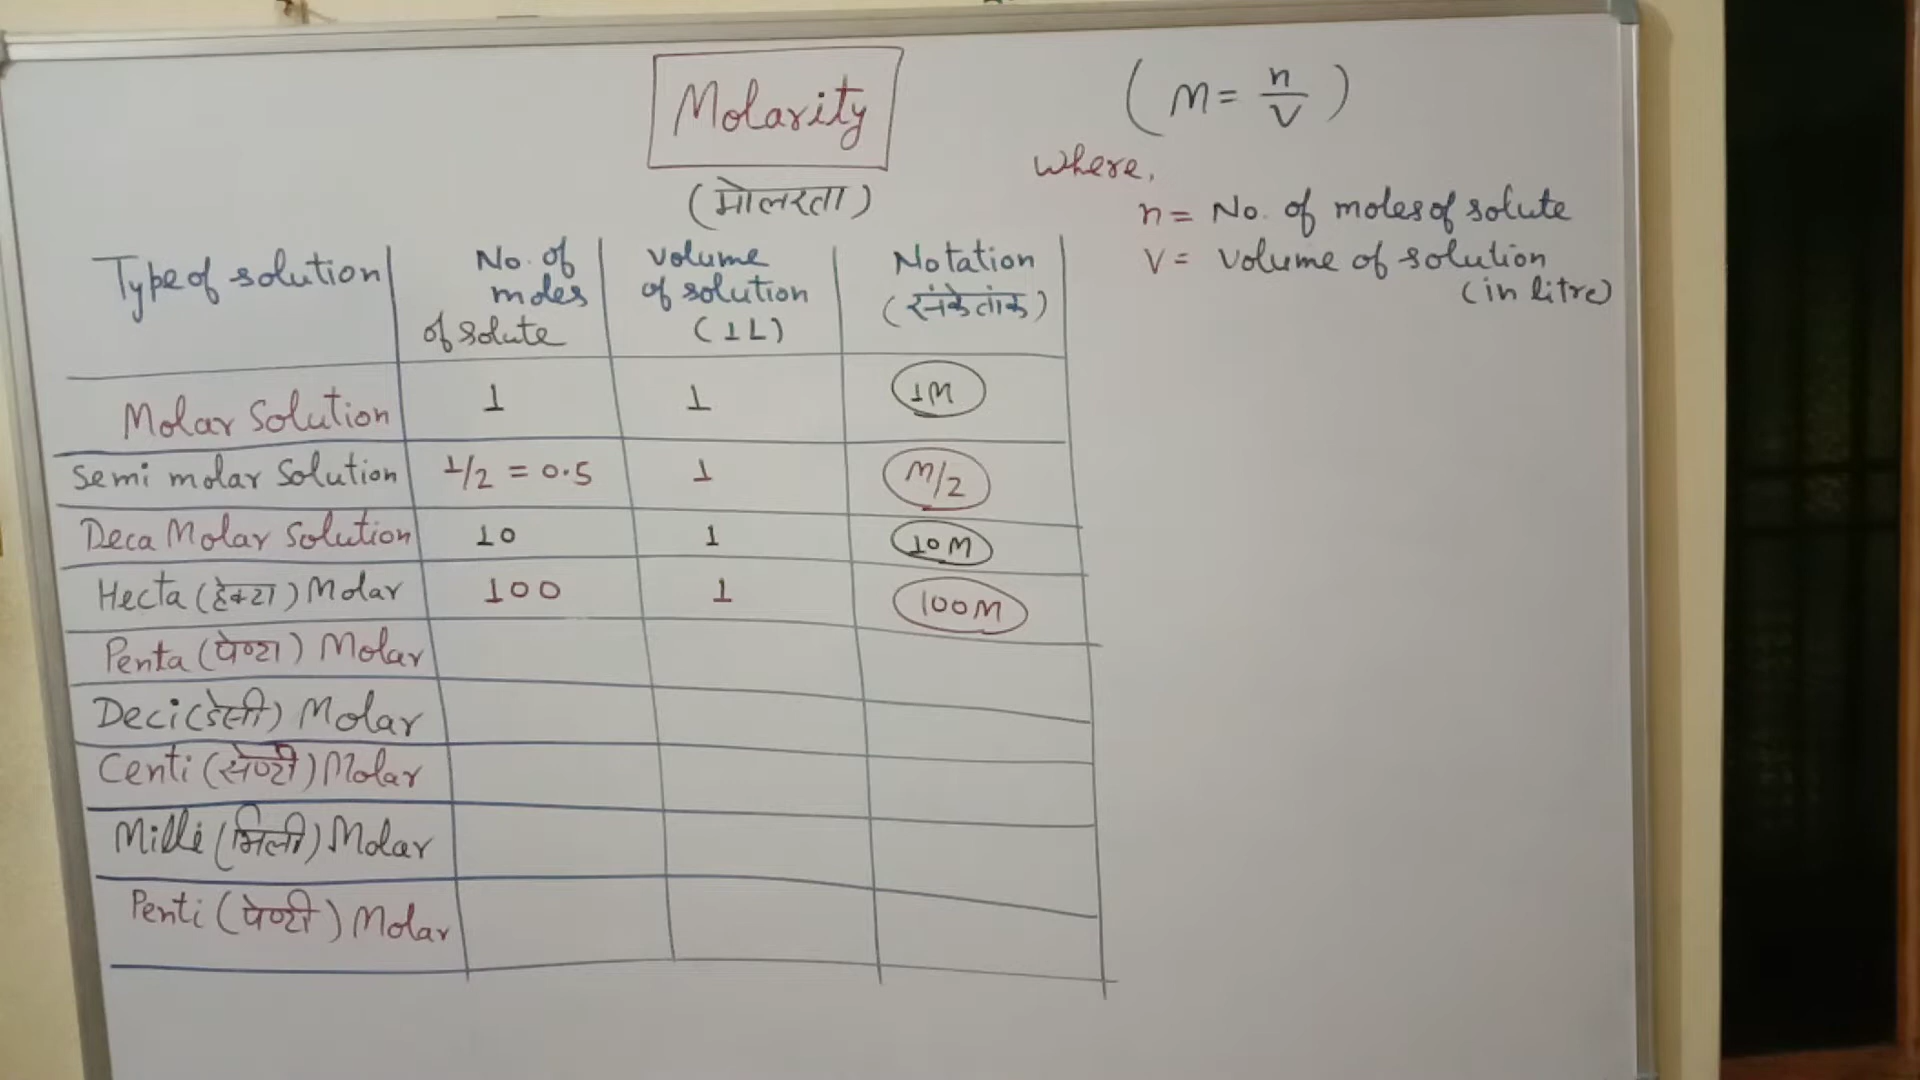 Molarity
(मोलरता)
(M = n/V)
where,
n = No. of moles of solute
V = Volume of solution
(in litre)
Type of solution | No. of moles of solute | Volume of solution (1L) | Notation (संकेतांक)
Molar Solution | 1 | 1 | 1M
Semi molar Solution | 1/2 = 0.5 | 1 | M/2
Deca Molar Solution | 10 | 1 | 10M
Hecta (हेक्टा) Molar | 100 | 1 | 100M
Penta (पेण्टा) Molar
Deci (डेसी) Molar
Centi (सेण्टी) Molar
Milli (मिली) Molar
Penti (पेण्टी) Molar